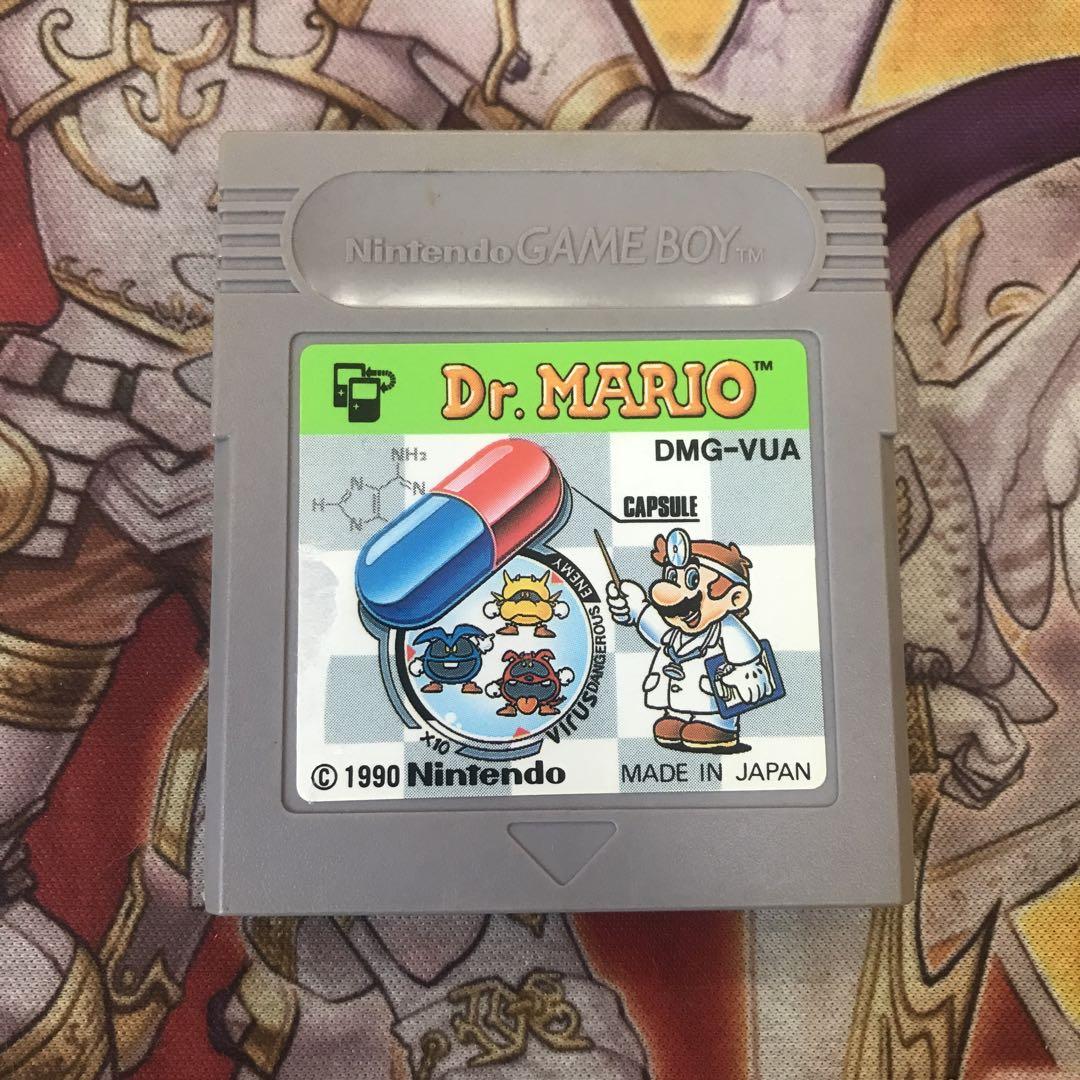 Nintendo GAME BOY™
Dr. MARIO™
DMG-VUA
NH₂
N
N
H
N
CAPSULE
VIRUS DANGEROUS ENEMY
X10
© 1990 Nintendo
MADE IN JAPAN